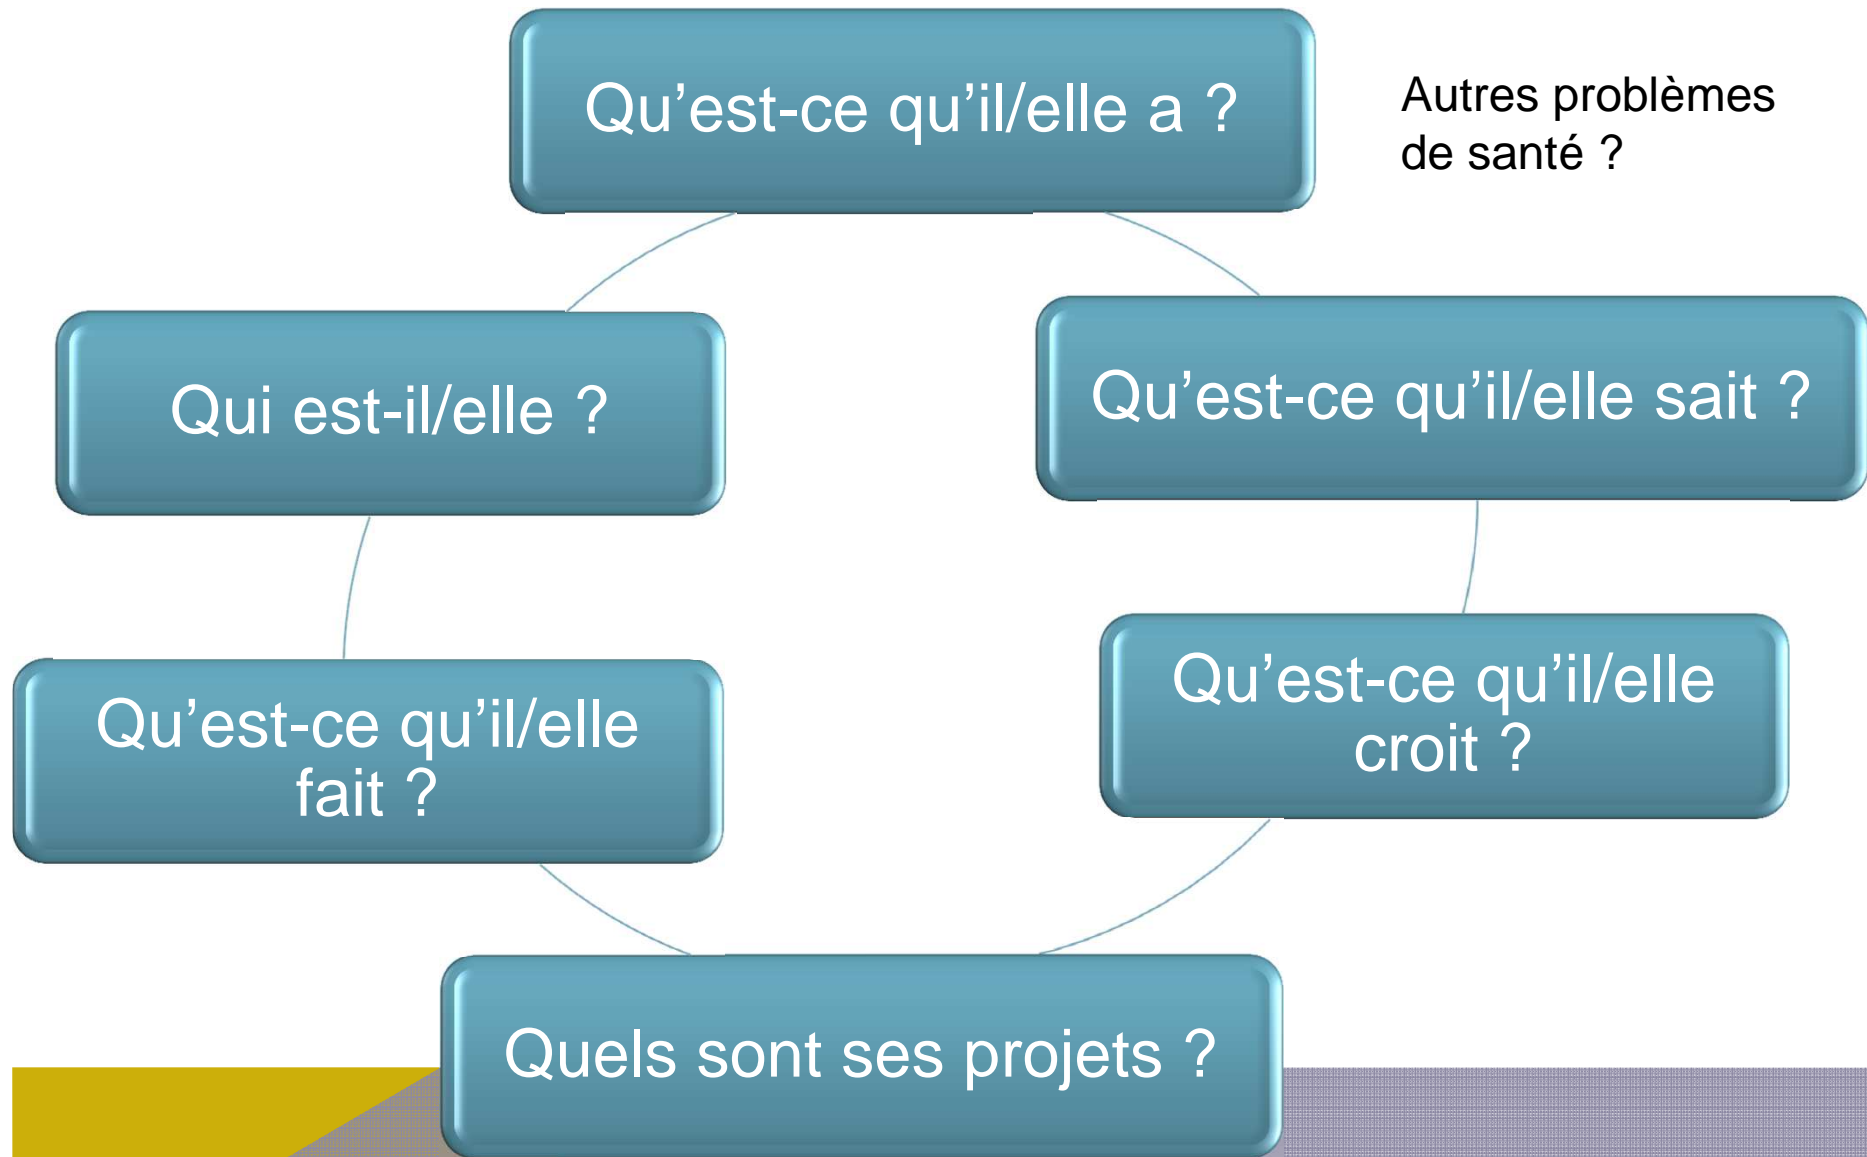 Qu’est-ce qu’il/elle a ?
Autres problèmes
de santé ?
Qui est-il/elle ?
Qu’est-ce qu’il/elle sait ?
Qu’est-ce qu’il/elle
fait ?
Qu’est-ce qu’il/elle
croit ?
Quels sont ses projets ?